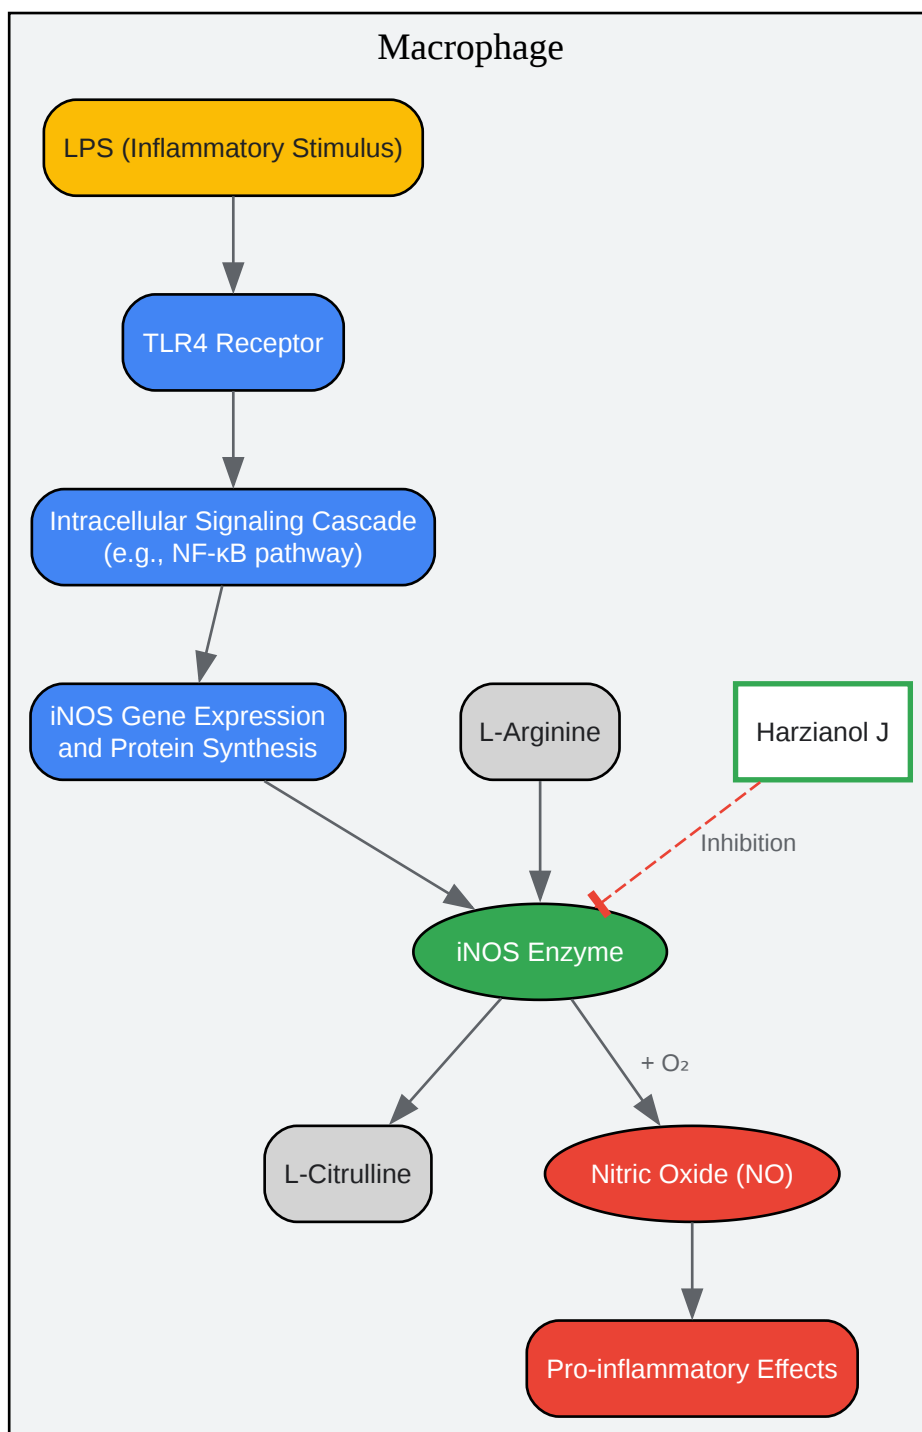 Macrophage
LPS (Inflammatory Stimulus)
TLR4 Receptor
Intracellular Signaling Cascade
(e.g., NF-κB pathway)
iNOS Gene Expression
and Protein Synthesis
L-Arginine
Harzianol J
Inhibition
iNOS Enzyme
+ O₂
L-Citrulline
Nitric Oxide (NO)
Pro-inflammatory Effects